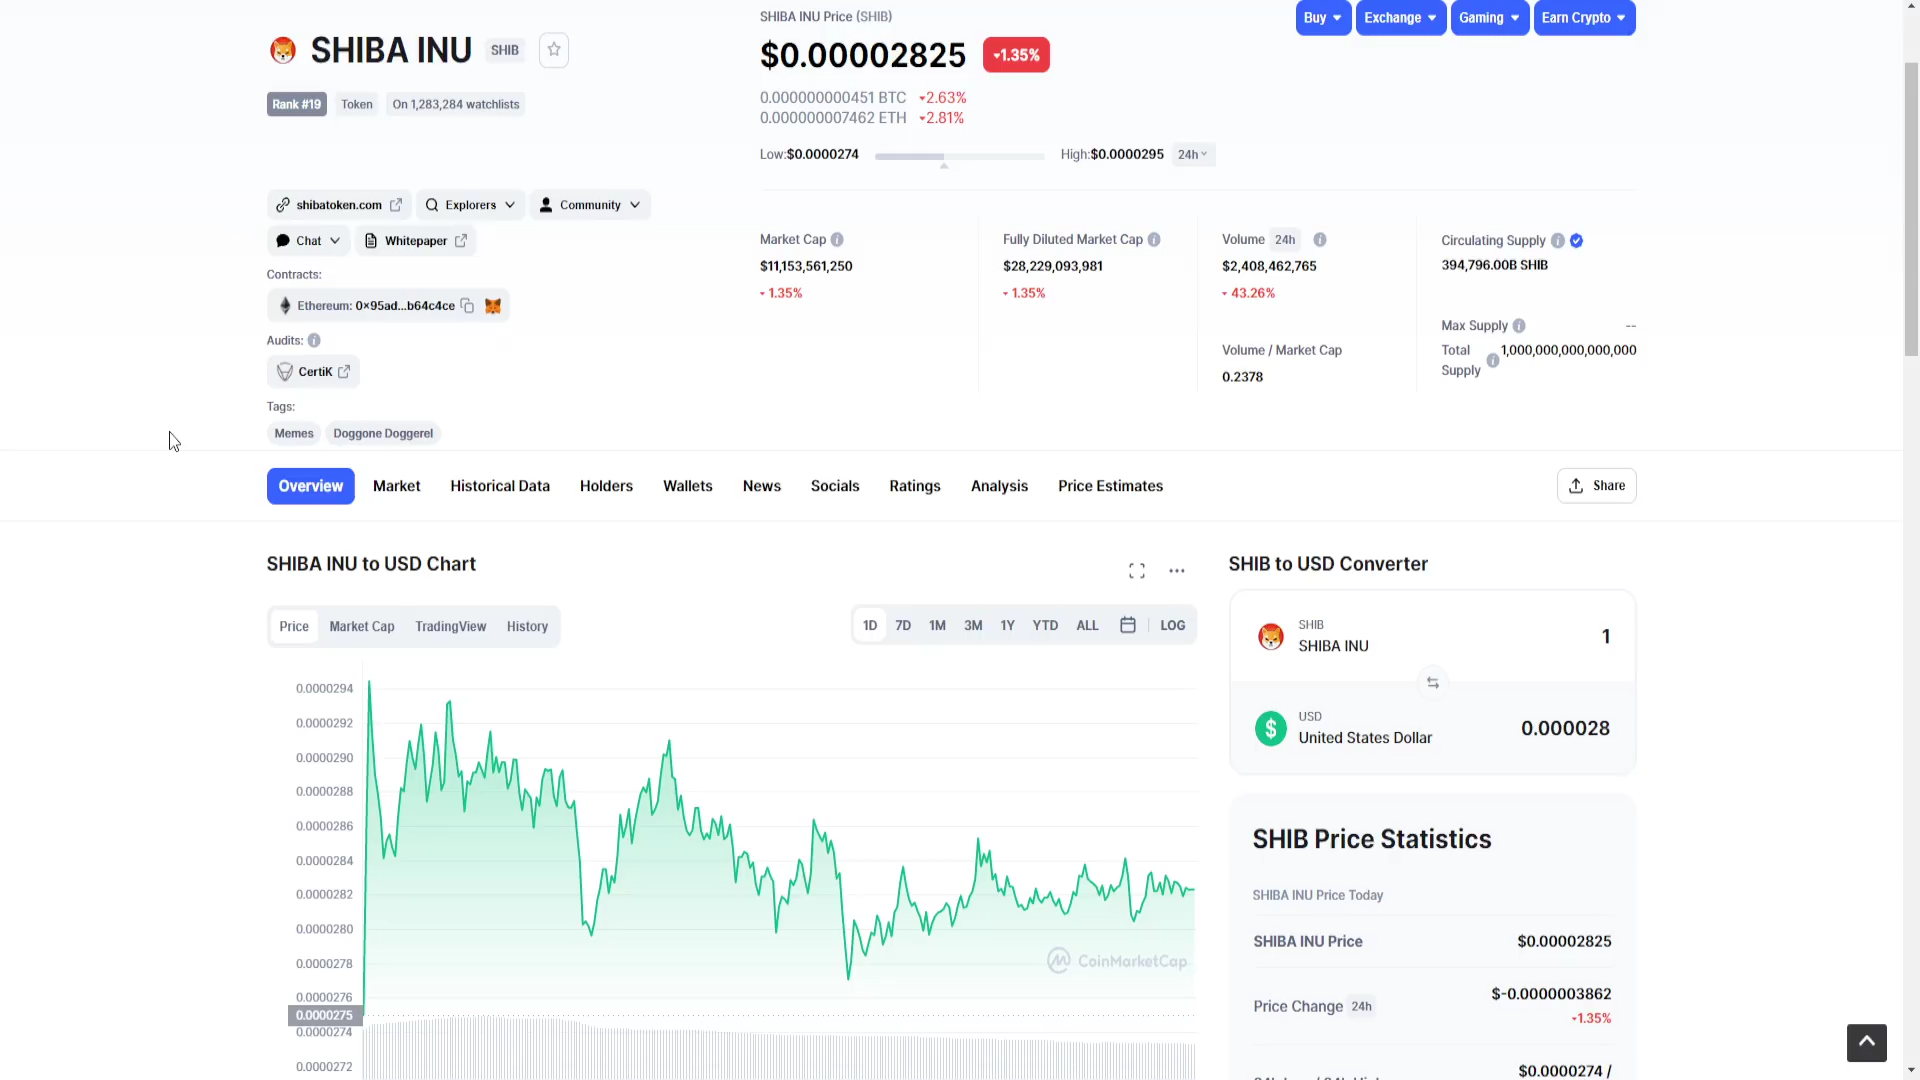 SHIBA INU SHIB
Rank #19 Token On 1,283,284 watchlists
SHIBA INU Price (SHIB)
$0.00002825 1.35%
0.000000000451 BTC 2.63%
0.000000007462 ETH 2.81%
Low:$0.0000274 High:$0.0000295 24h
Buy Exchange Gaming Earn Crypto
shibatoken.com Explorers Community
Chat Whitepaper
Contracts:
Ethereum: 0x95ad...b64c4ce
Audits:
CertiK
Tags:
Memes Doggone Doggerel
Market Cap
$11,153,561,250
1.35%
Fully Diluted Market Cap
$28,229,093,981
1.35%
Volume 24h
$2,408,462,765
43.26%
Volume / Market Cap
0.2378
Circulating Supply
394,796.00B SHIB
Max Supply --
Total Supply 1,000,000,000,000,000
Overview Market Historical Data Holders Wallets News Socials Ratings Analysis Price Estimates Share
SHIBA INU to USD Chart
Price Market Cap TradingView History
1D 7D 1M 3M 1Y YTD ALL LOG
0.0000294
0.0000292
0.0000290
0.0000288
0.0000286
0.0000284
0.0000282
0.0000280
0.0000278
0.0000276
0.0000275
0.0000274
0.0000272
CoinMarketCap
SHIB to USD Converter
SHIB
SHIBA INU 1
USD
United States Dollar 0.000028
SHIB Price Statistics
SHIBA INU Price Today
SHIBA INU Price $0.00002825
Price Change 24h $-0.0000003862
1.35%
$0.0000274 /